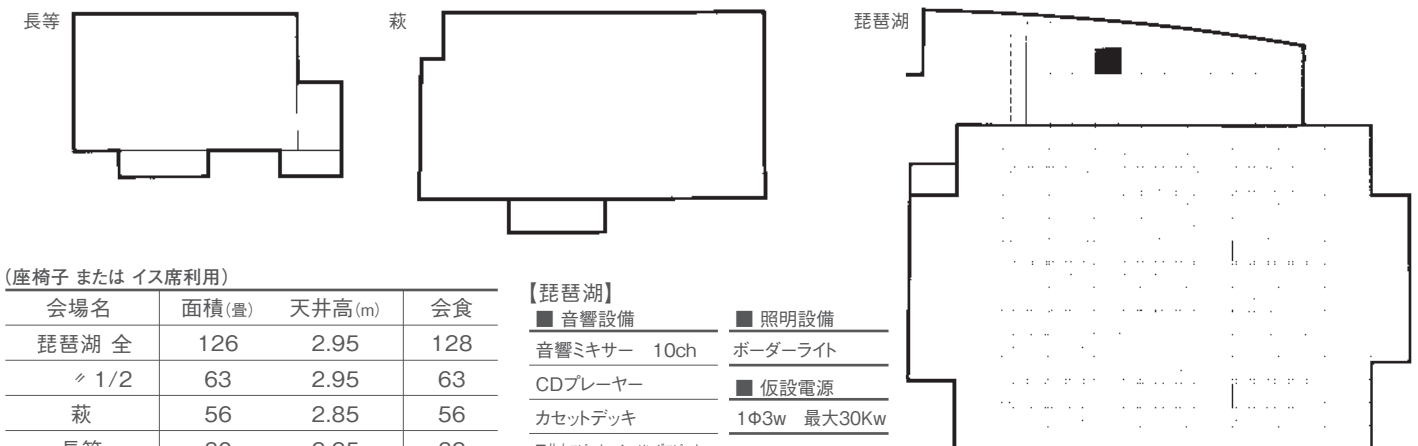 長等
萩
琵琶湖
(座椅子 または イス席利用)
会場名 面積(畳) 天井高(m) 会食
琵琶湖 全 126 2.95 128
〃 1/2 63 2.95 63
萩 56 2.85 56
【琵琶湖】
■ 音響設備
音響ミキサー 10ch
CDプレーヤー
カセットデッキ
■ 照明設備
ボーダーライト
■ 仮設電源
1Φ3w 最大30Kw